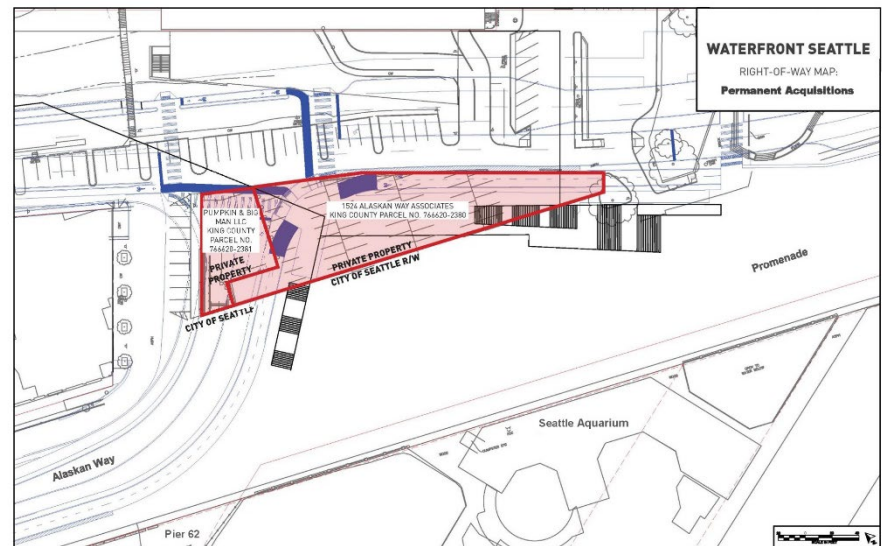 WATERFRONT SEATTLE
RIGHT-OF-WAY MAP:
Permanent Acquisitions
PUMPKIN & BIG
MAN LLC
KING COUNTY
PARCEL NO.
766620-2381
PRIVATE
PROPERTY
1524 ALASKAN WAY ASSOCIATES
KING COUNTY PARCEL NO. 766620-2380
PRIVATE PROPERTY
CITY OF SEATTLE R/W
CITY OF SEATTLE
Promenade
Seattle Aquarium
Alaskan Way
Pier 62